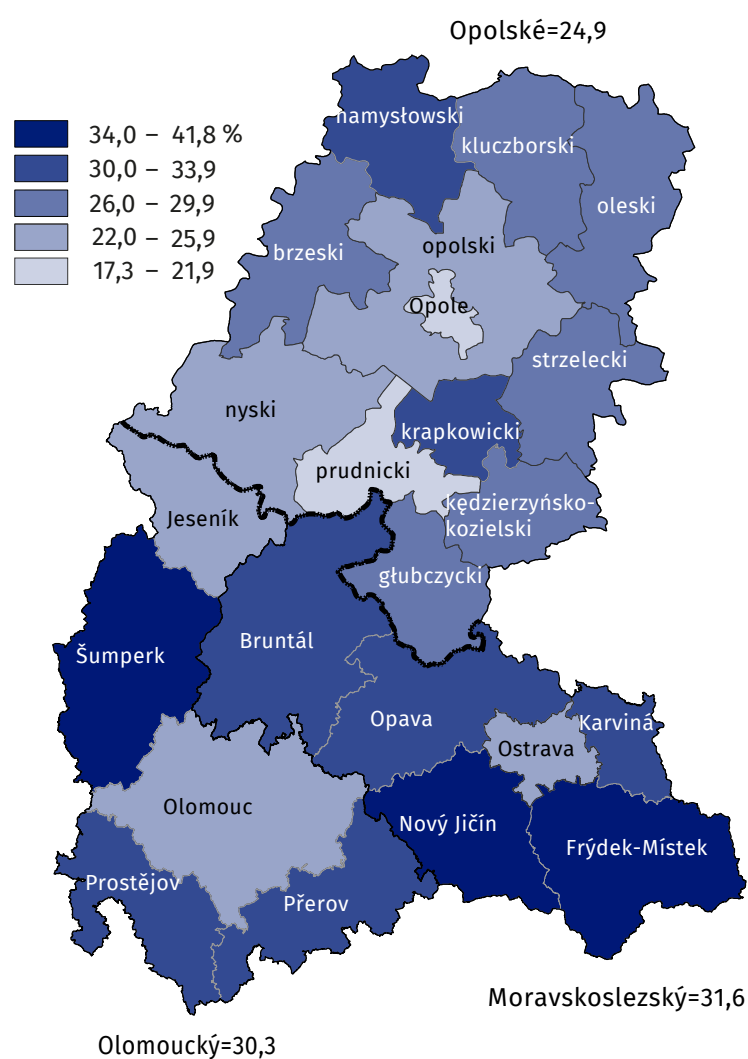 Opolské=24,9
34,0 – 41,8 %
30,0 – 33,9
26,0 – 29,9
22,0 – 25,9
17,3 – 21,9
namysłowski
kluczborski
oleski
brzeski
opolski
Opole
strzelecki
nyski
krapkowicki
prudnicki
kędzierzyńsko-
kozielski
Jeseník
głubczycki
Šumperk
Bruntál
Opava
Karviná
Ostrava
Olomouc
Nový Jičín
Frýdek-Místek
Prostějov
Přerov
Moravskoslezský=31,6
Olomoucký=30,3